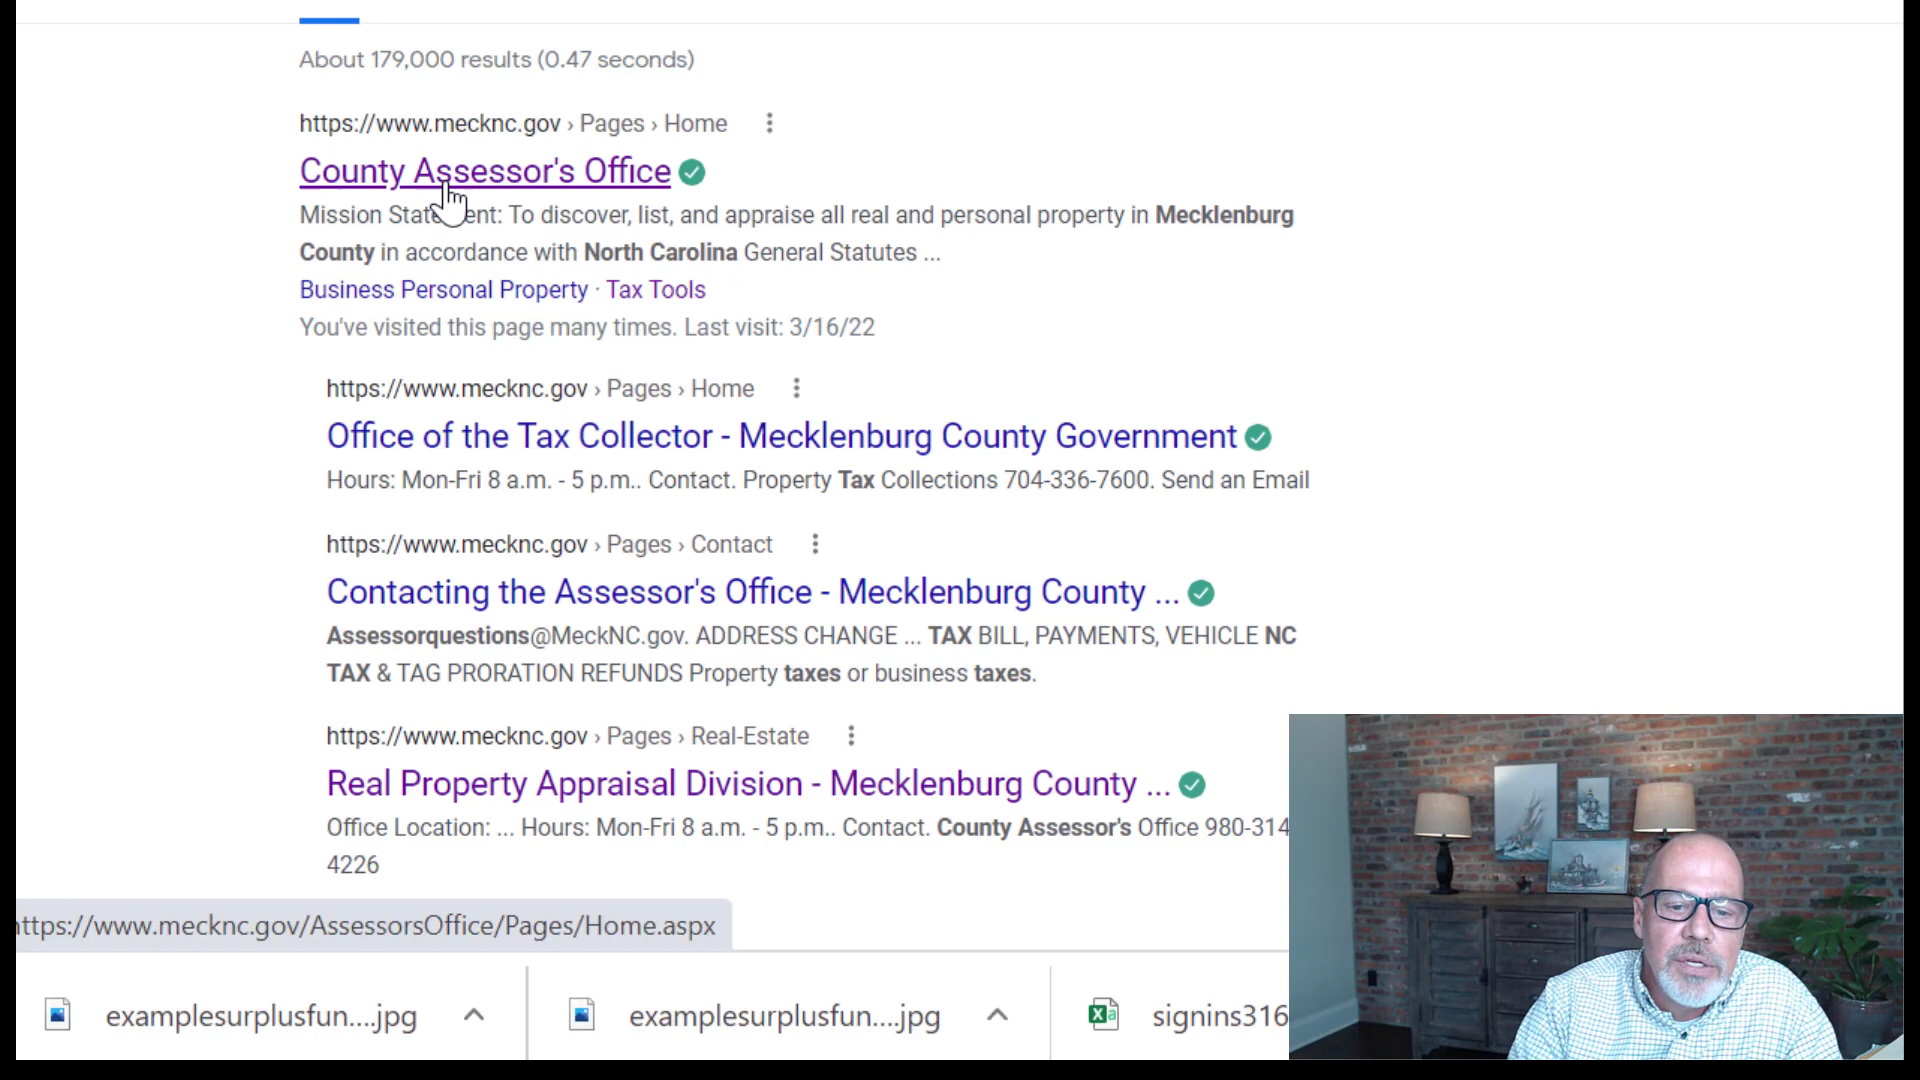 About 179,000 results (0.47 seconds)
https://www.mecknc.gov › Pages › Home
County Assessor's Office
Mission Statement: To discover, list, and appraise all real and personal property in Mecklenburg
County in accordance with North Carolina General Statutes ...
Business Personal Property · Tax Tools
You've visited this page many times. Last visit: 3/16/22
https://www.mecknc.gov › Pages › Home
Office of the Tax Collector - Mecklenburg County Government
Hours: Mon-Fri 8 a.m. - 5 p.m.. Contact. Property Tax Collections 704-336-7600. Send an Email
https://www.mecknc.gov › Pages › Contact
Contacting the Assessor's Office - Mecklenburg County ...
Assessorquestions@MeckNC.gov. ADDRESS CHANGE ... TAX BILL, PAYMENTS, VEHICLE NC
TAX & TAG PRORATION REFUNDS Property taxes or business taxes.
https://www.mecknc.gov › Pages › Real-Estate
Real Property Appraisal Division - Mecklenburg County ...
Office Location: ... Hours: Mon-Fri 8 a.m. - 5 p.m.. Contact. County Assessor's Office 980-314
4226
ttps://www.mecknc.gov/AssessorsOffice/Pages/Home.aspx
examplesurplusfun....jpg
examplesurplusfun....jpg
signins316